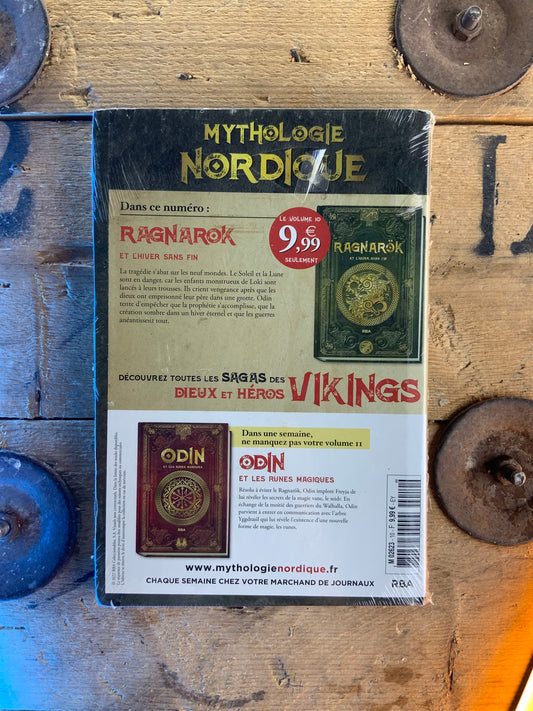 MYTHOLOGIE
NORDIQUE
Dans ce numéro :
RAGNARÖK
ET L'HIVER SANS FIN
LE VOLUME 10
9,99 €
SEULEMENT
La tragédie s'abat sur les neuf mondes. Le Soleil et la Lune
sont en danger, car les enfants monstrueux de Loki sont
lancés à leurs trousses. Ils crient vengeance après que les
dieux ont emprisonné leur père dans une grotte. Odin
tente d'empêcher que la prophétie s'accomplisse, que la
création sombre dans un hiver éternel et que les guerres
anéantissent tout.
RAGNARÖK
ET L'HIVER SANS FIN
RBA
DÉCOUVREZ TOUTES LES SAGAS DES
DIEUX ET HÉROS VIKINGS
Dans une semaine,
ne manquez pas votre volume 11
ODIN
ET LES RUNES MAGIQUES
RBA
ODIN
ET LES RUNES MAGIQUES
Résolu à éviter le Ragnarök, Odin implore Freyja de
lui révéler les secrets de la magie vane, le seidr. En
échange de la moitié des guerriers du Walhalla, Odin
parvient à entrer en communication avec l'arbre
Yggdrasil qui lui révèle l'existence d'une nouvelle
forme de magie, les runes.
M 02623 - 10 - F: 9,99 € - EY
www.mythologienordique.fr
CHAQUE SEMAINE CHEZ VOTRE MARCHAND DE JOURNAUX
RBA